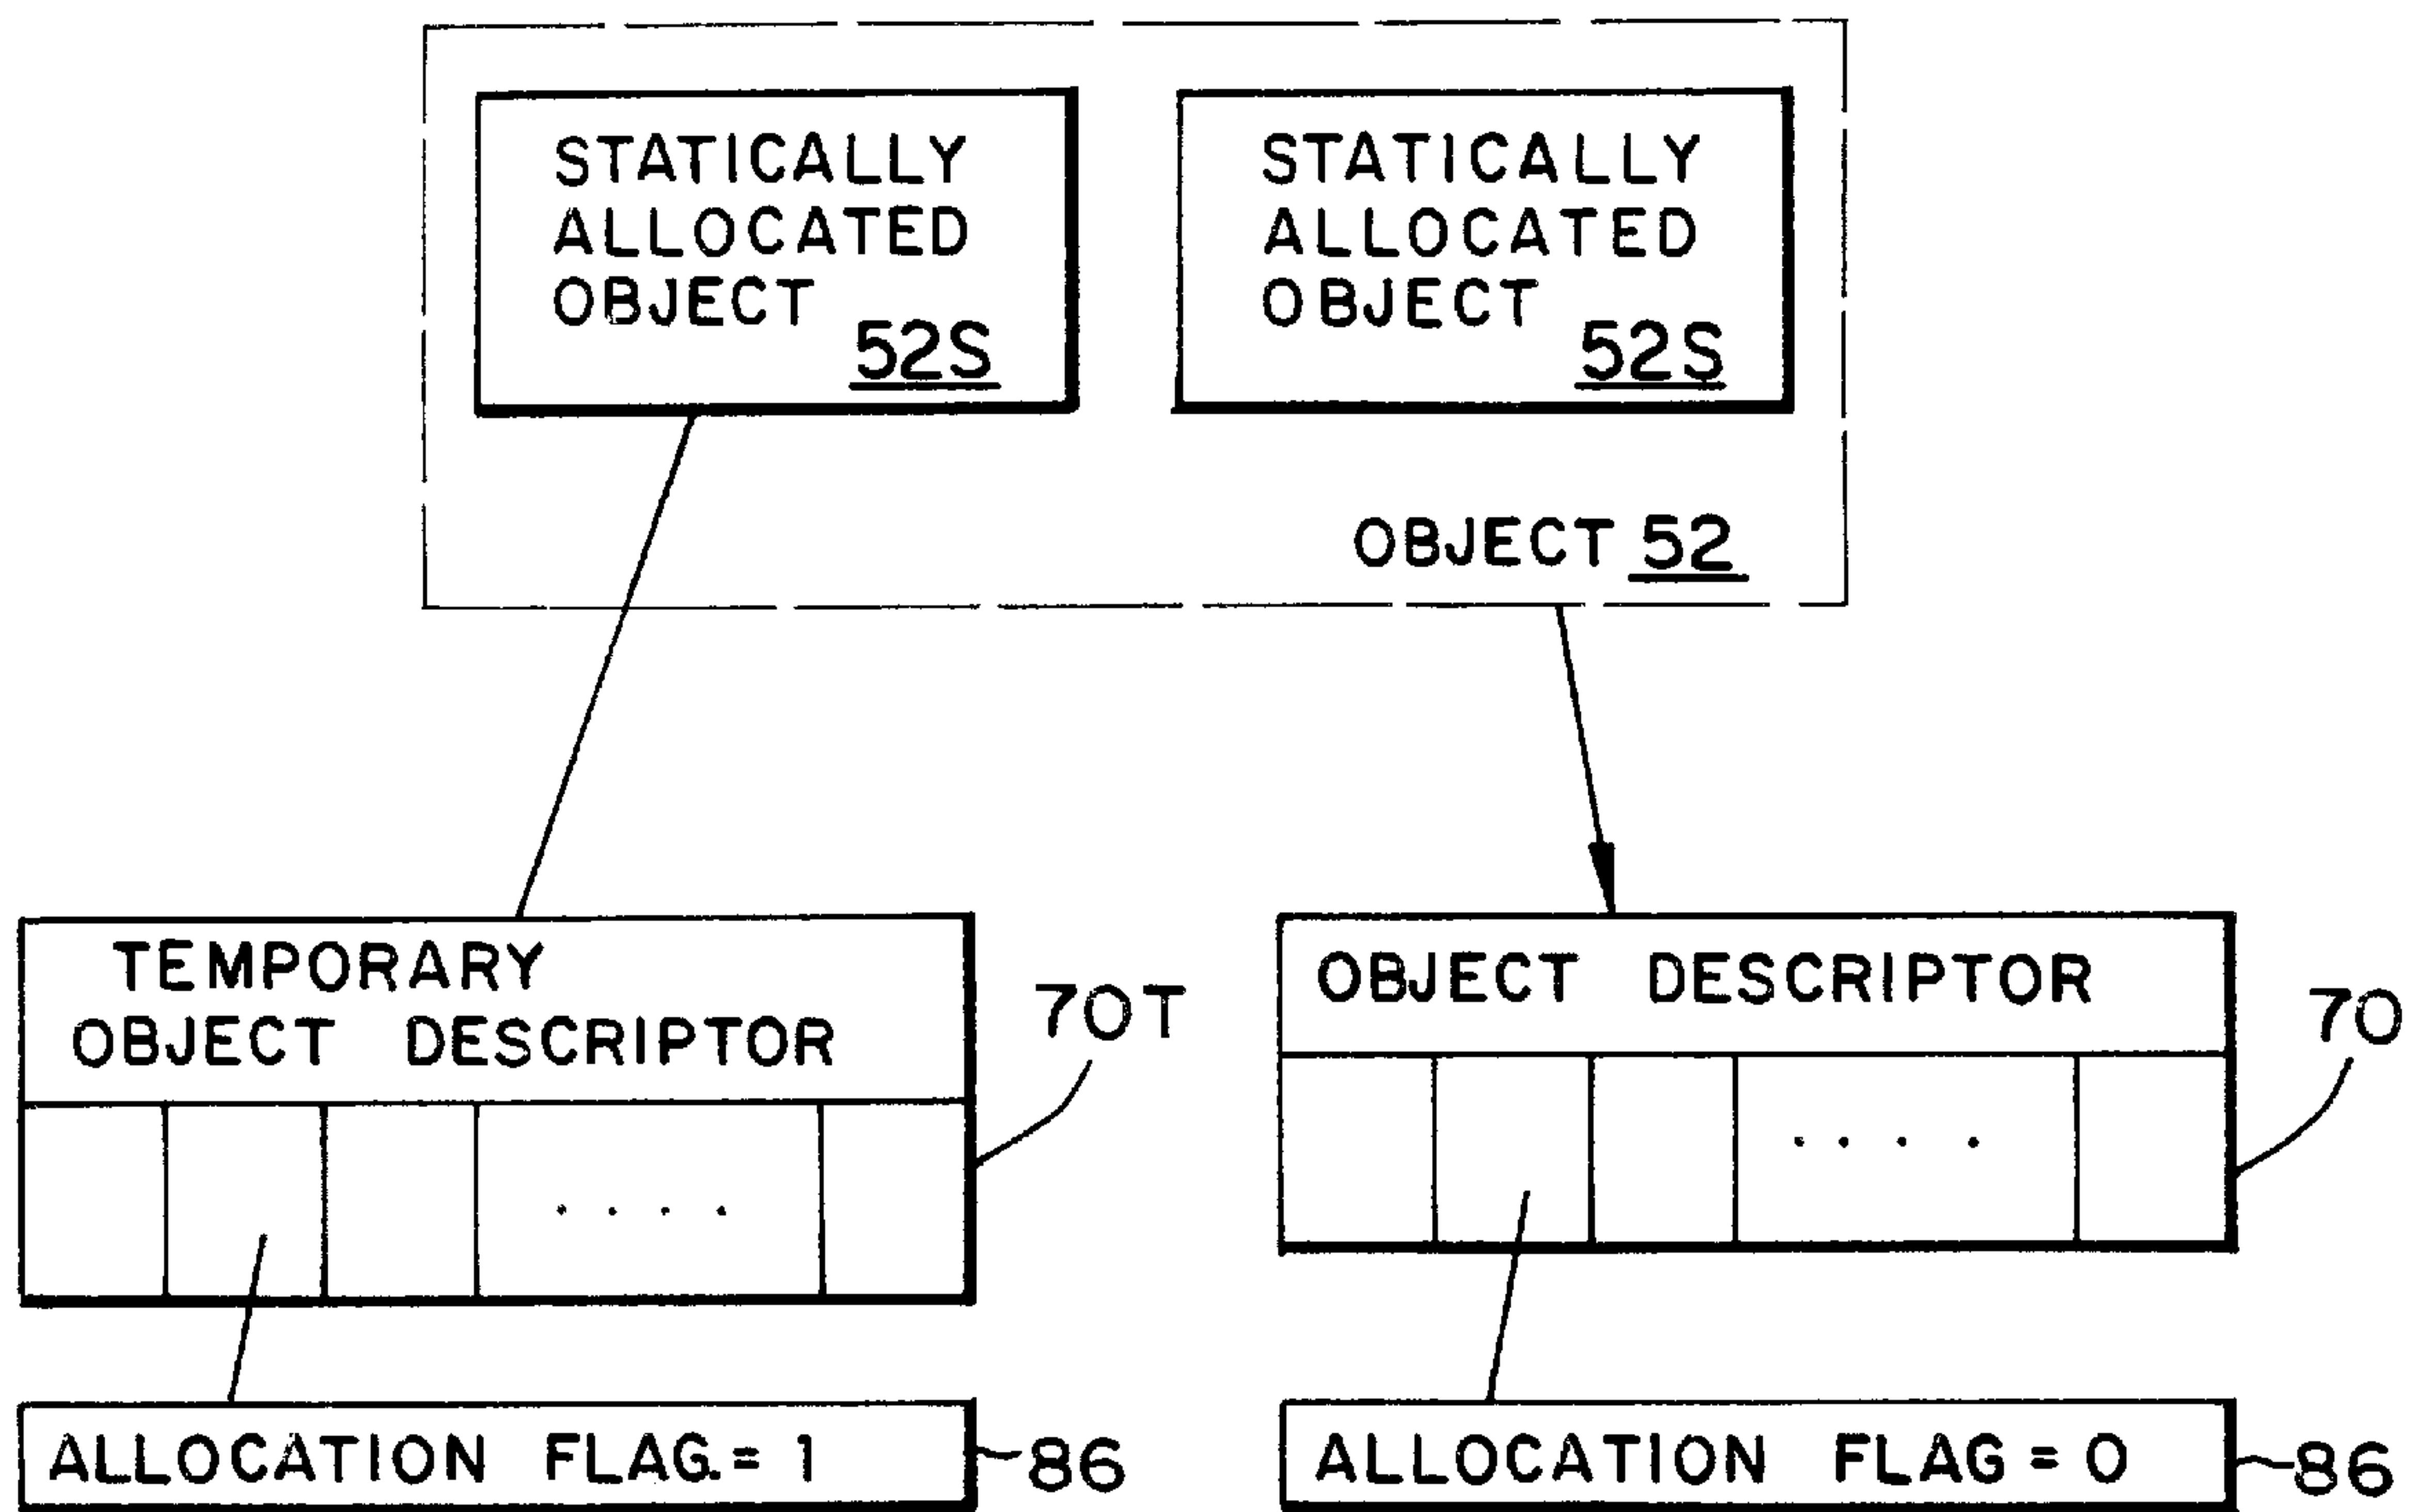 STATICALLY
ALLOCATED
OBJECT
52S
STATICALLY
ALLOCATED
OBJECT
52S
OBJECT 52
TEMPORARY
OBJECT DESCRIPTOR
70T
OBJECT DESCRIPTOR
70
ALLOCATION FLAG = 1
86
ALLOCATION FLAG = 0
86